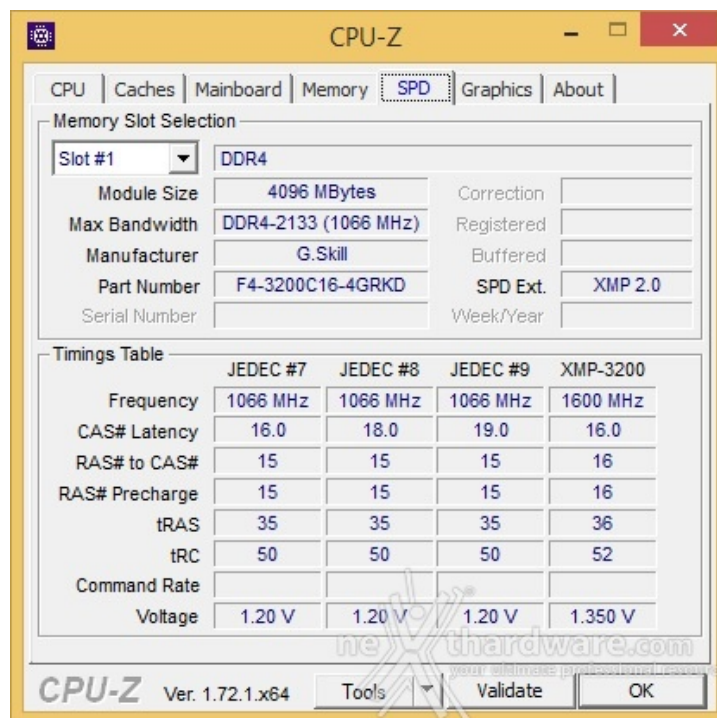 CPU-Z
CPU Caches Mainboard Memory SPD Graphics About
Memory Slot Selection
Slot #1 DDR4
Module Size 4096 MBytes Correction
Max Bandwidth DDR4-2133 (1066 MHz) Registered
Manufacturer G.Skill Buffered
Part Number F4-3200C16-4GRKD SPD Ext. XMP 2.0
Serial Number Week/Year
Timings Table
JEDEC #7 JEDEC #8 JEDEC #9 XMP-3200
Frequency 1066 MHz 1066 MHz 1066 MHz 1600 MHz
CAS# Latency 16.0 18.0 19.0 16.0
RAS# to CAS# 15 15 15 16
RAS# Precharge 15 15 15 16
tRAS 35 35 35 36
tRC 50 50 50 52
Command Rate
Voltage 1.20 V 1.20 V 1.20 V 1.350 V
nexthardware.com
your ultimate professional resource
CPU-Z Ver. 1.72.1.x64 Tools Validate OK